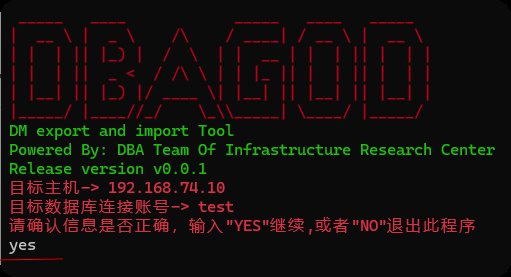 DBAGOD
DM export and import Tool
Powered By: DBA Team Of Infrastructure Research Center
Release version v0.0.1
目标主机-> 192.168.74.10
目标数据库连接账号-> test
请确认信息是否正确, 输入"YES"继续,或者"NO"退出此程序
yes